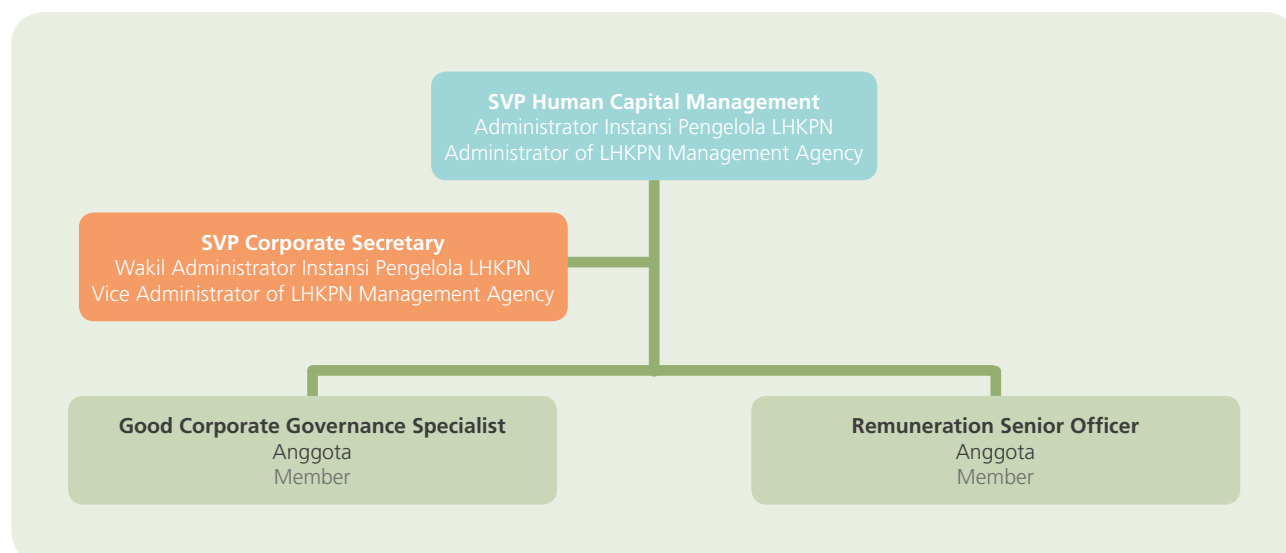 SVP Human Capital Management
Administrator Instansi Pengelola LHKPN
Administrator of LHKPN Management Agency
SVP Corporate Secretary
Wakil Administrator Instansi Pengelola LHKPN
Vice Administrator of LHKPN Management Agency
Good Corporate Governance Specialist
Anggota
Member
Remuneration Senior Officer
Anggota
Member